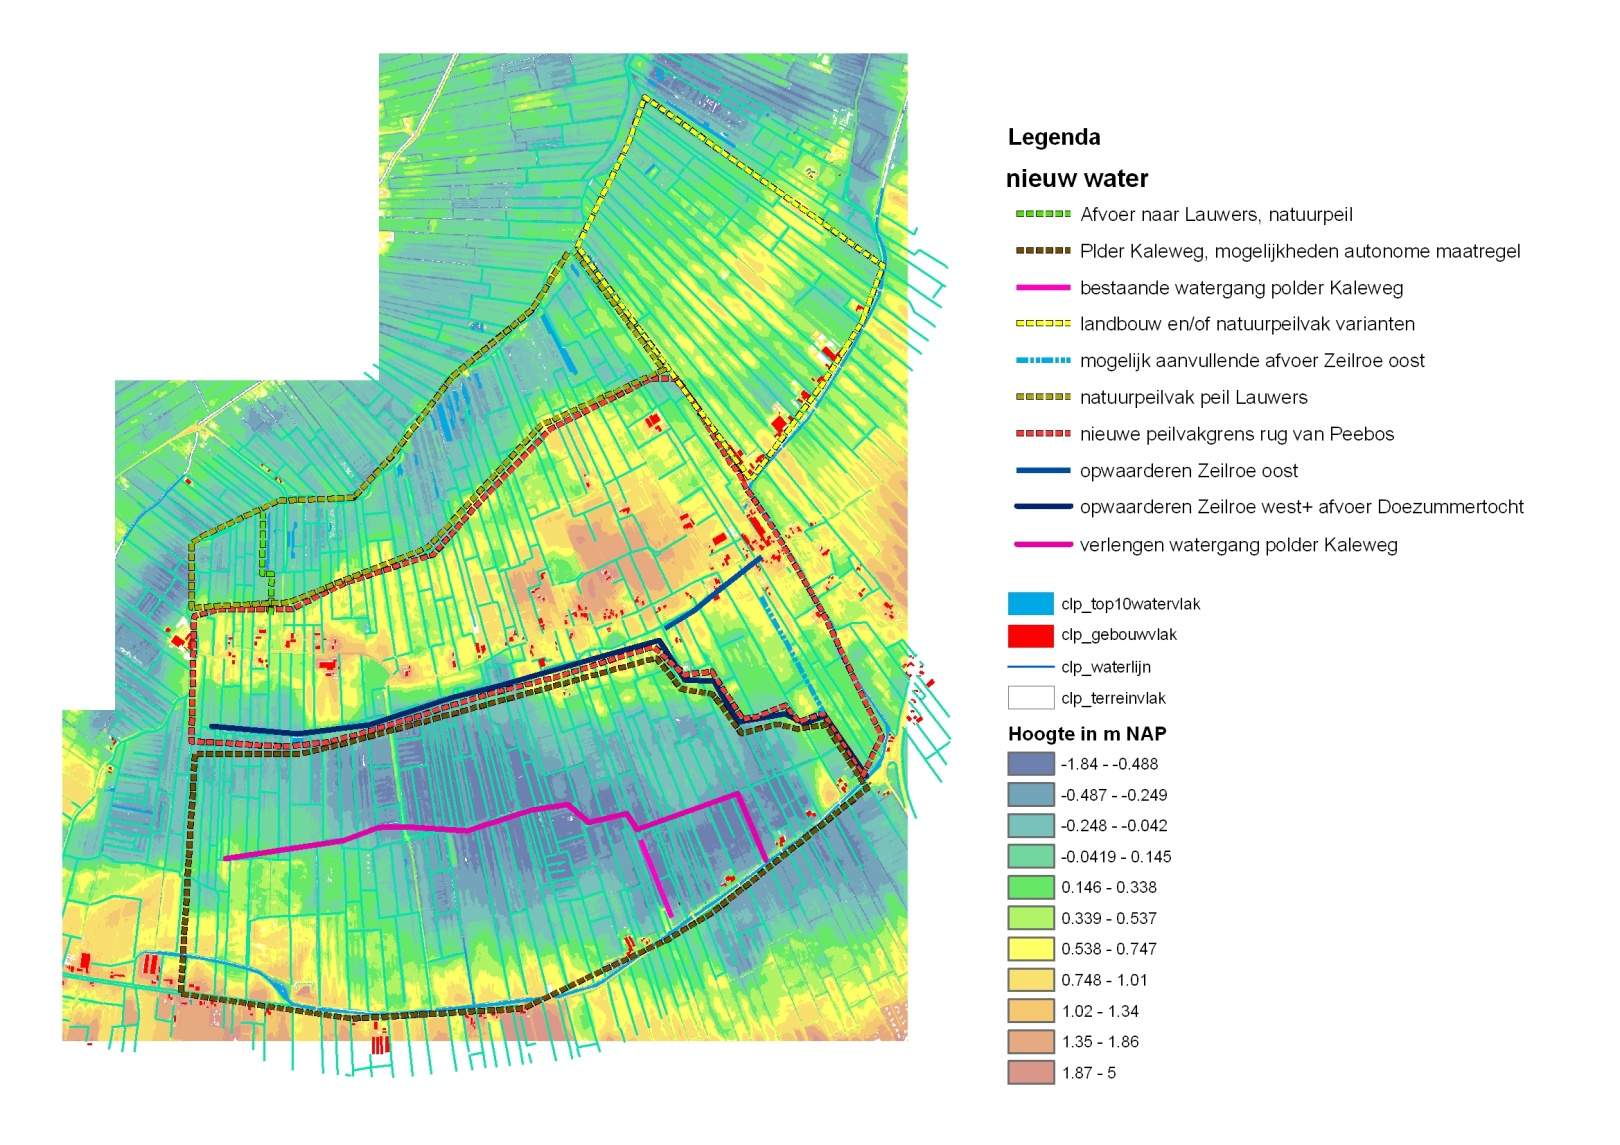 Legenda
nieuw water
Afvoer naar Lauwers, natuurpeil
Plder Kaleweg, mogelijkheden autonome maatregel
bestaande watergang polder Kaleweg
landbouw en/of natuurpeilvak varianten
mogelijk aanvullende afvoer Zeilroe oost
natuurpeilvak peil Lauwers
nieuwe peilvakgrens rug van Peebos
opwaarderen Zeilroe oost
opwaarderen Zeilroe west+ afvoer Doezummertocht
verlengen watergang polder Kaleweg
clp_top10watervlak
clp_gebouwvlak
clp_waterlijn
clp_terreinvlak
Hoogte in m NAP
-1.84 - -0.488
-0.487 - -0.249
-0.248 - -0.042
-0.0419 - 0.145
0.146 - 0.338
0.339 - 0.537
0.538 - 0.747
0.748 - 1.01
1.02 - 1.34
1.35 - 1.86
1.87 - 5